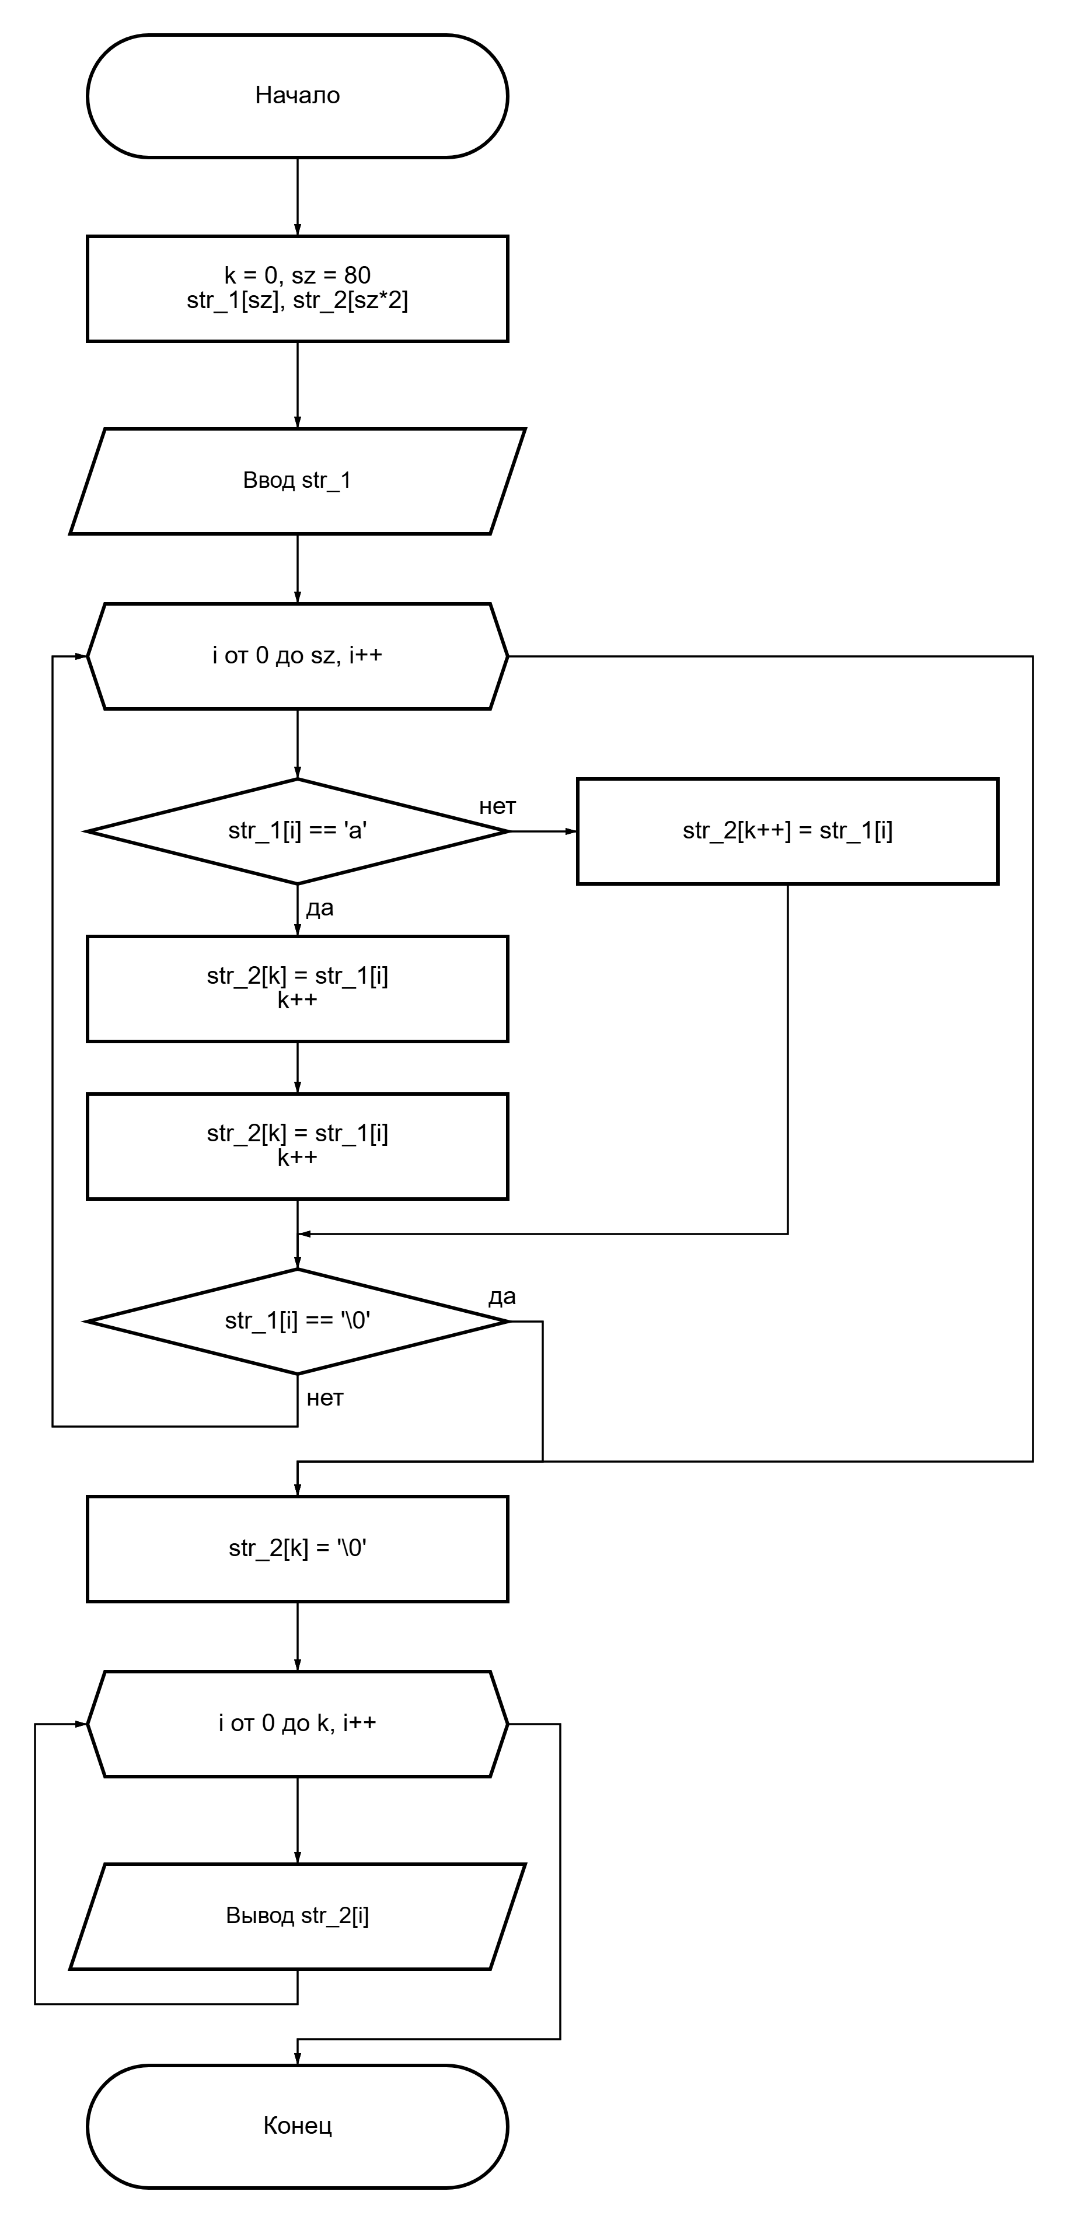 Начало
k = 0, sz = 80
str_1[sz], str_2[sz*2]
Ввод str_1
i от 0 до sz, i++
str_1[i] == 'a'
нет
str_2[k++] = str_1[i]
да
str_2[k] = str_1[i]
k++
str_2[k] = str_1[i]
k++
str_1[i] == '\0'
да
нет
str_2[k] = '\0'
i от 0 до k, i++
Вывод str_2[i]
Конец